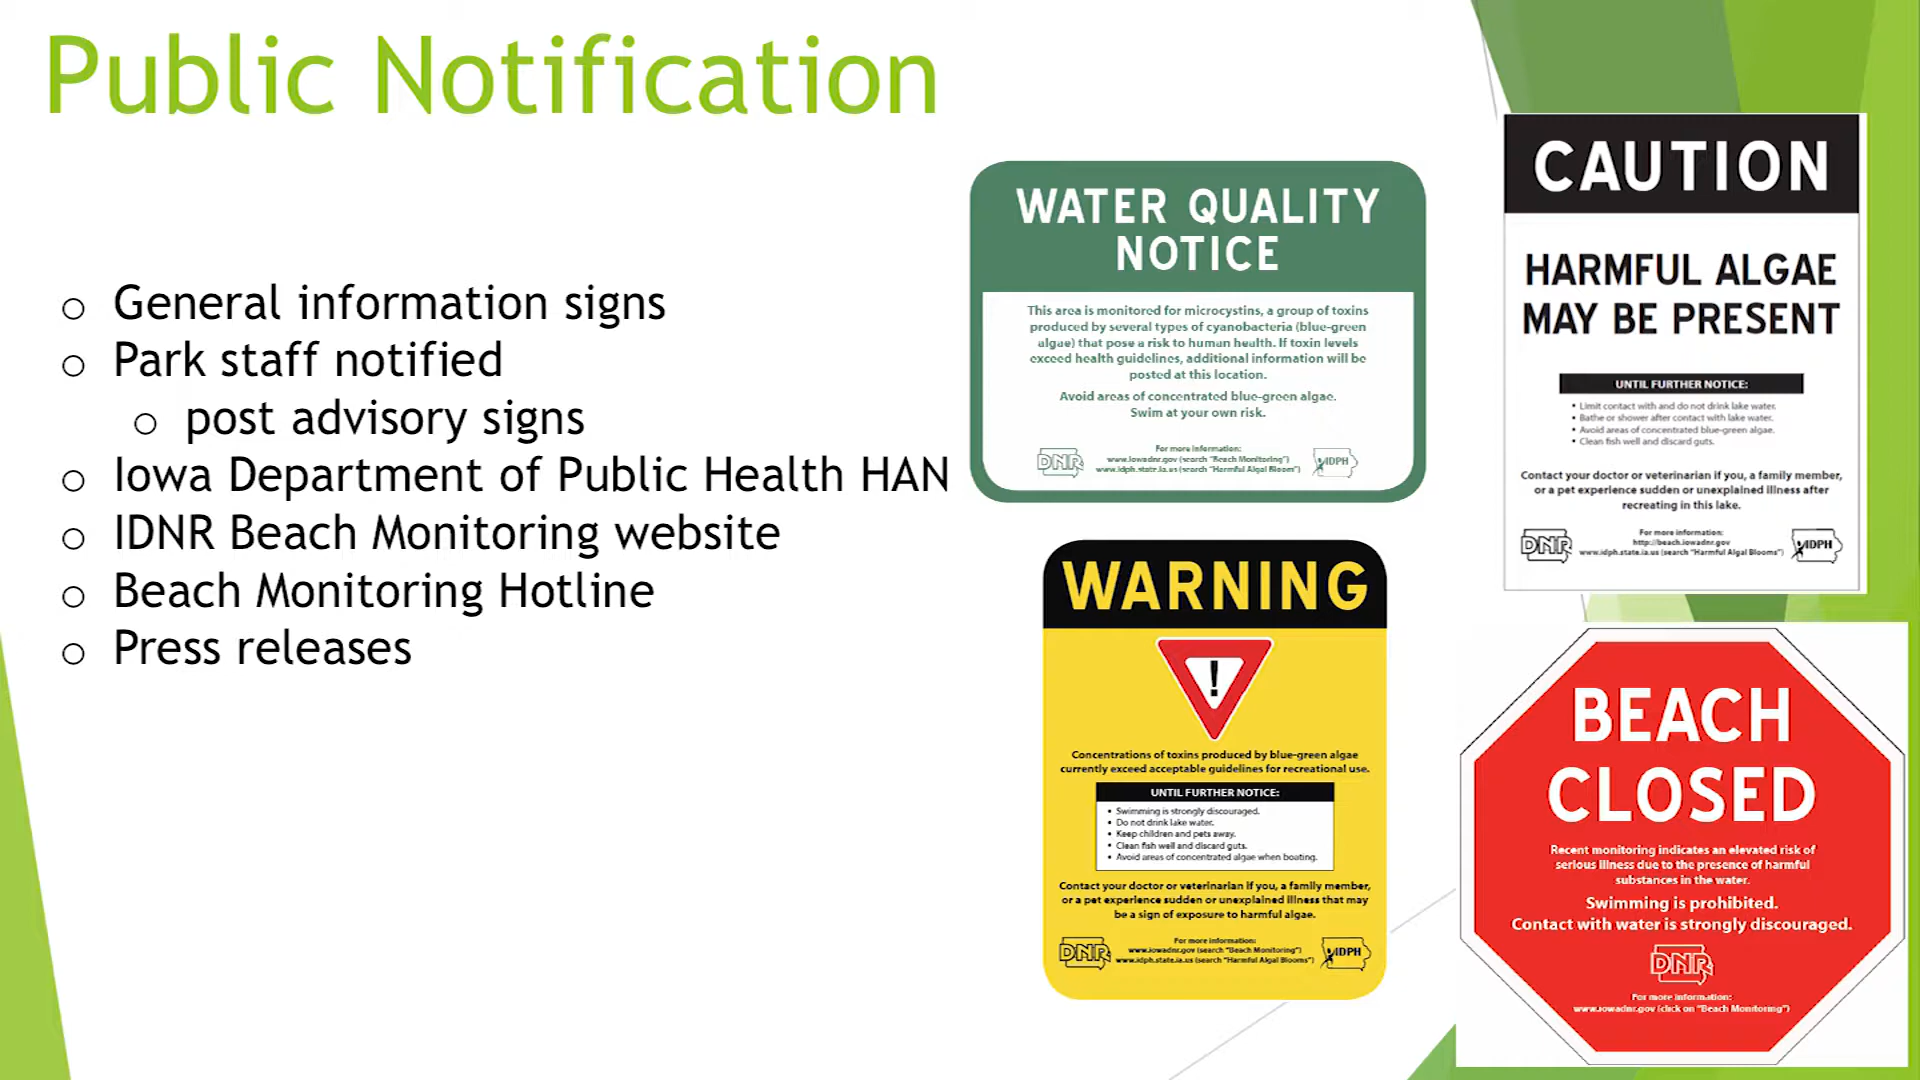 Public Notification
o General information signs
o Park staff notified
o post advisory signs
o Iowa Department of Public Health HAN
o IDNR Beach Monitoring website
o Beach Monitoring Hotline
o Press releases
WATER QUALITY
NOTICE
This area is monitored for microcystins, a group of toxins
produced by several types of cyanobacteria (blue-green
algae) that pose a risk to human health. If toxin levels
exceed health guidelines, additional information will be
posted at this location.
Avoid areas of concentrated blue-green algae.
Swim at your own risk.
For more information:
www.iowadnr.gov (search "Beach Monitoring")
www.idph.state.ia.us (search "Harmful Algal Bloom")
DNR
IDPH
CAUTION
HARMFUL ALGAE
MAY BE PRESENT
UNTIL FURTHER NOTICE:
• Limit contact with and do not drink lake water.
• Bathe or shower after contact with lake water.
• Avoid areas of concentrated blue-green algae.
• Clean fish well and discard guts.
Contact your doctor or veterinarian if you, a family member,
or a pet experience sudden or unexplained illness after
recreating in this lake.
For more information:
http://beach.iowadnr.gov
www.idph.state.ia.us (search "Harmful Algal Blooms")
DNR
IDPH
WARNING
!
Concentrations of toxins produced by blue-green algae
currently exceed acceptable guidelines for recreational use.
UNTIL FURTHER NOTICE:
• Swimming is strongly discouraged.
• Do not drink lake water.
• Keep children and pets away.
• Clean fish well and discard guts.
• Avoid areas of concentrated algae when boating.
Contact your doctor or veterinarian if you, a family member,
or a pet experience sudden or unexplained illness that may
be a sign of exposure to harmful algae.
For more information:
www.iowadnr.gov (search "Beach Monitoring")
www.idph.state.ia.us (search "Harmful Algal Blooms")
DNR
IDPH
BEACH
CLOSED
Recent monitoring indicates an elevated risk of
serious illness due to the presence of harmful
substances in the water.
Swimming is prohibited.
Contact with water is strongly discouraged.
DNR
For more information:
www.iowadnr.gov (click on "Beach Monitoring")